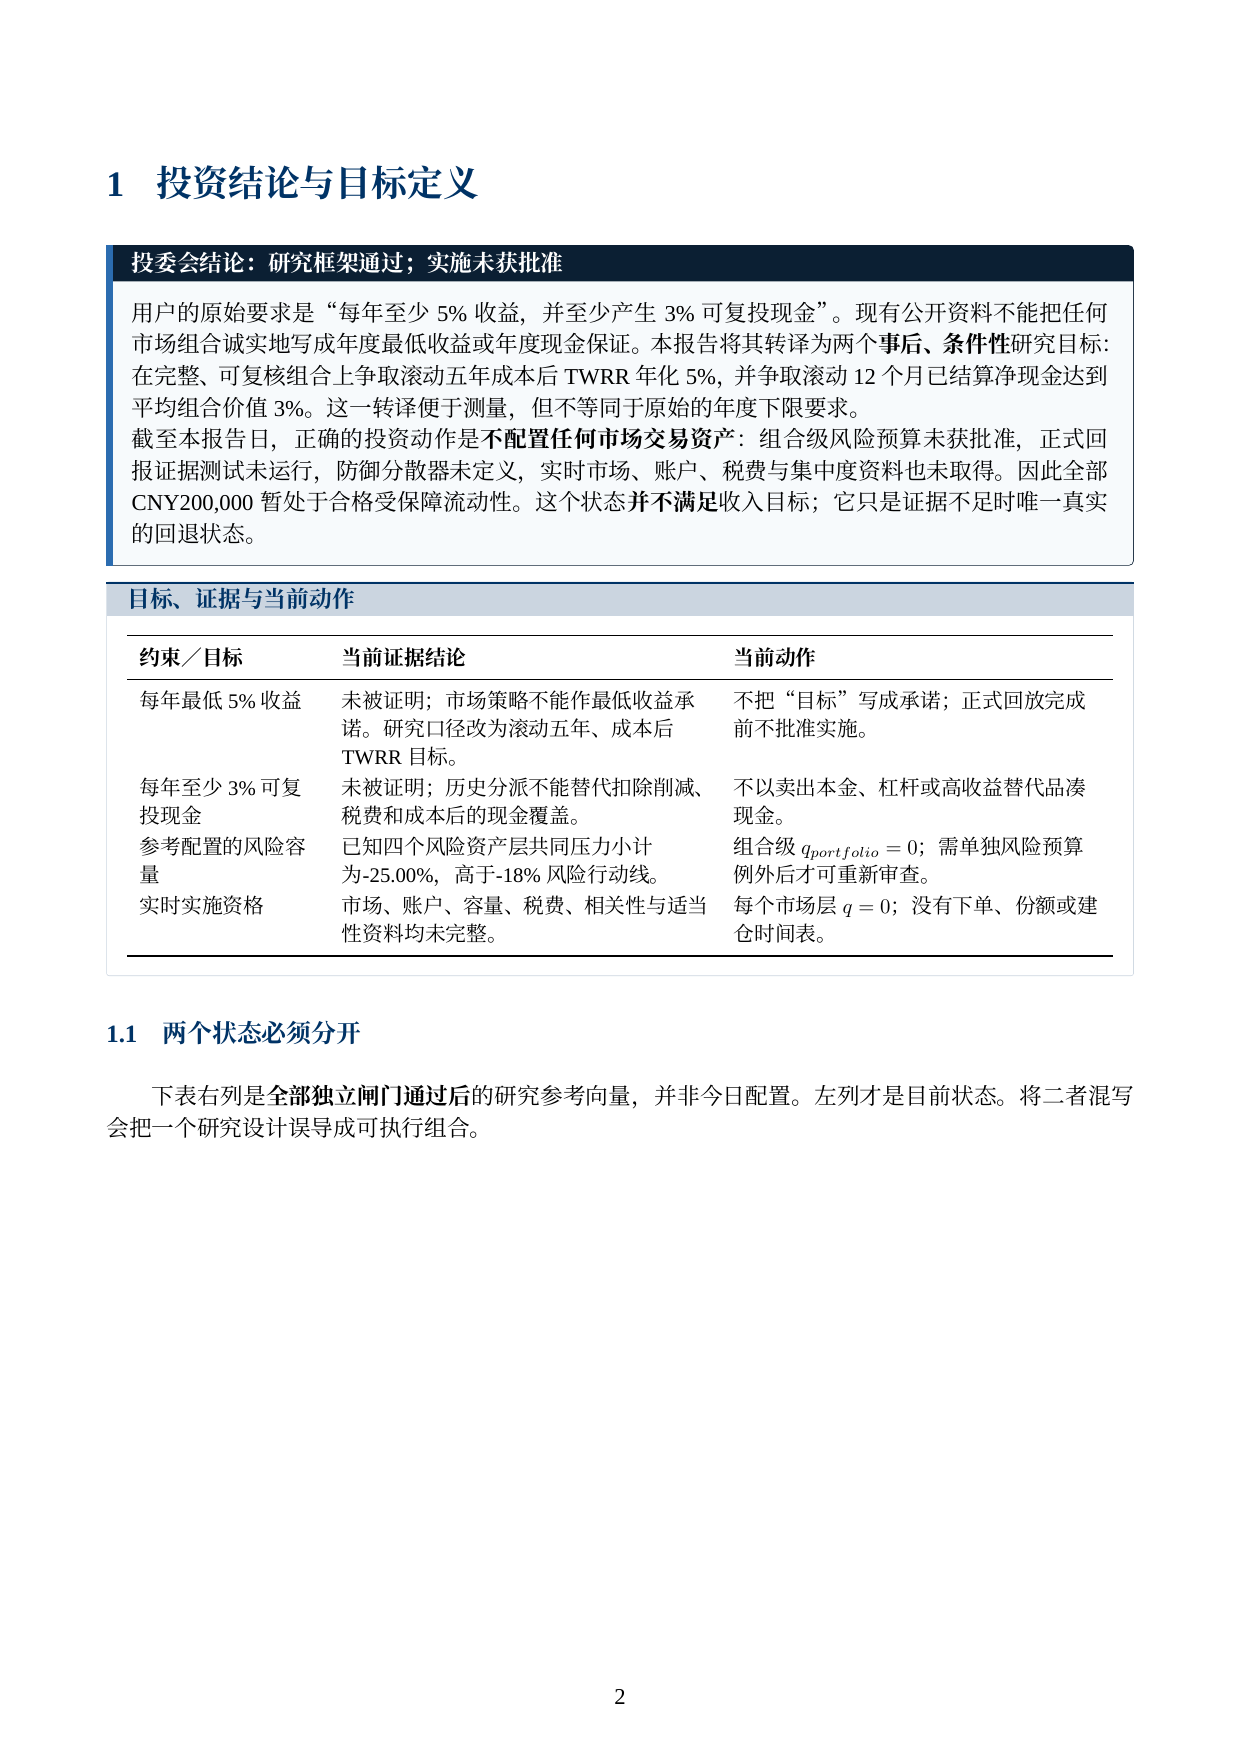 1 投资结论与目标定义
投委会结论：研究框架通过；实施未获批准
用户的原始要求是“每年至少 5% 收益，并至少产生 3% 可复投现金”。现有公开资料不能把任何
市场组合诚实地写成年度最低收益或年度现金保证。本报告将其转译为两个事后、条件性研究目标：
在完整、可复核组合上争取滚动五年成本后 TWRR 年化 5%，并争取滚动 12 个月已结算净现金达到
平均组合价值 3%。这一转译便于测量，但不等同于原始的年度下限要求。
截至本报告日，正确的投资动作是不配置任何市场交易资产：组合级风险预算未获批准，正式回
报证据测试未运行，防御分散器未定义，实时市场、账户、税费与集中度资料也未取得。因此全部
CNY200,000 暂处于合格受保障流动性。这个状态并不满足收入目标；它只是证据不足时唯一真实
的回退状态。
目标、证据与当前动作
约束／目标 当前证据结论 当前动作
每年最低 5% 收益 未被证明；市场策略不能作最低收益承 不把“目标”写成承诺；正式回放完成
诺。研究口径改为滚动五年、成本后 前不批准实施。
TWRR 目标。
每年至少 3% 可复 未被证明；历史分派不能替代扣除削减、 不以卖出本金、杠杆或高收益替代品凑
投现金 税费和成本后的现金覆盖。 现金。
参考配置的风险容 已知四个风险资产层共同压力小计 组合级 q_portfolio = 0；需单独风险预算
量 为-25.00%，高于-18% 风险行动线。 例外后才可重新审查。
实时实施资格 市场、账户、容量、税费、相关性与适当 每个市场层 q = 0；没有下单、份额或建
性资料均未完整。 仓时间表。
1.1 两个状态必须分开
下表右列是全部独立闸门通过后的研究参考向量，并非今日配置。左列才是目前状态。将二者混写
会把一个研究设计误导成可执行组合。
2